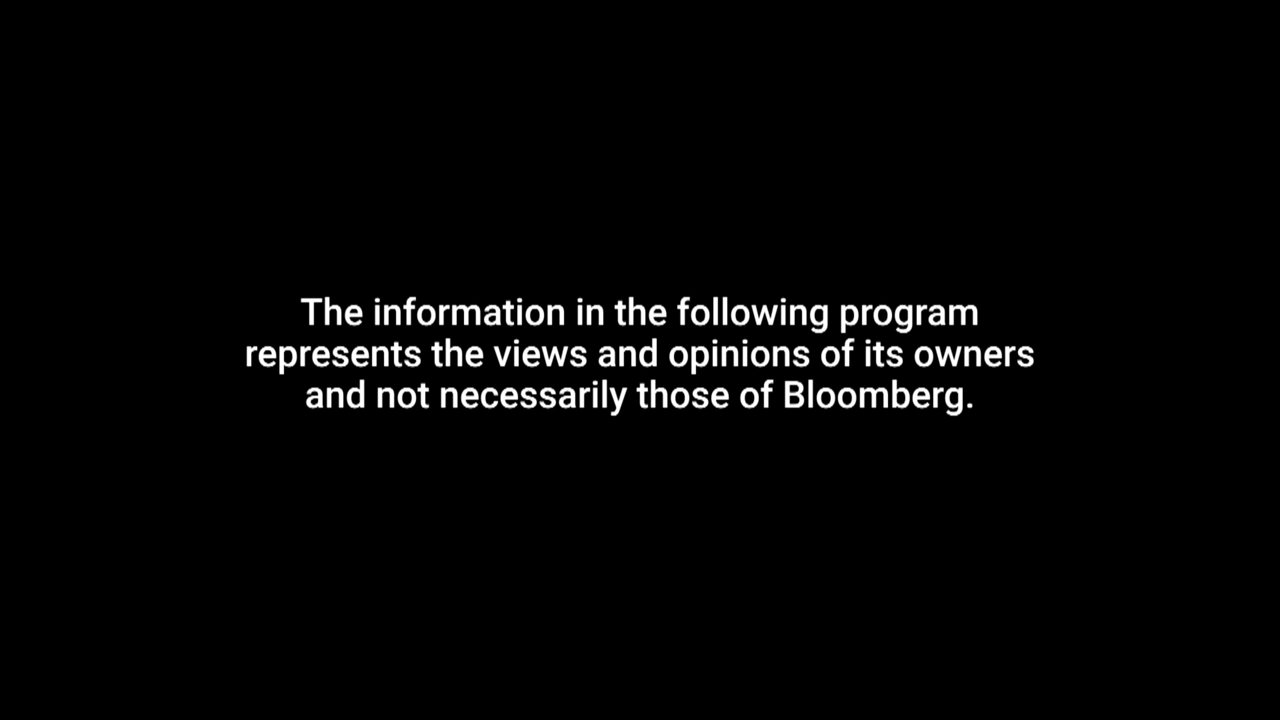 The information in the following program
represents the views and opinions of its owners
and not necessarily those of Bloomberg.